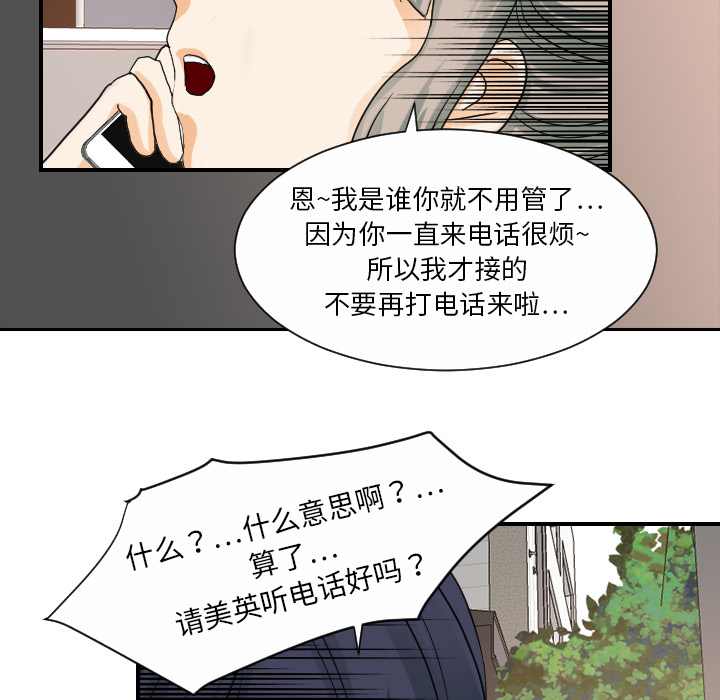 恩~我是谁你就不用管了...
因为你一直来电话很烦~
所以我才接的
不要再打电话来啦...
什么？...什么意思啊？...
算了...
请美英听电话好吗？